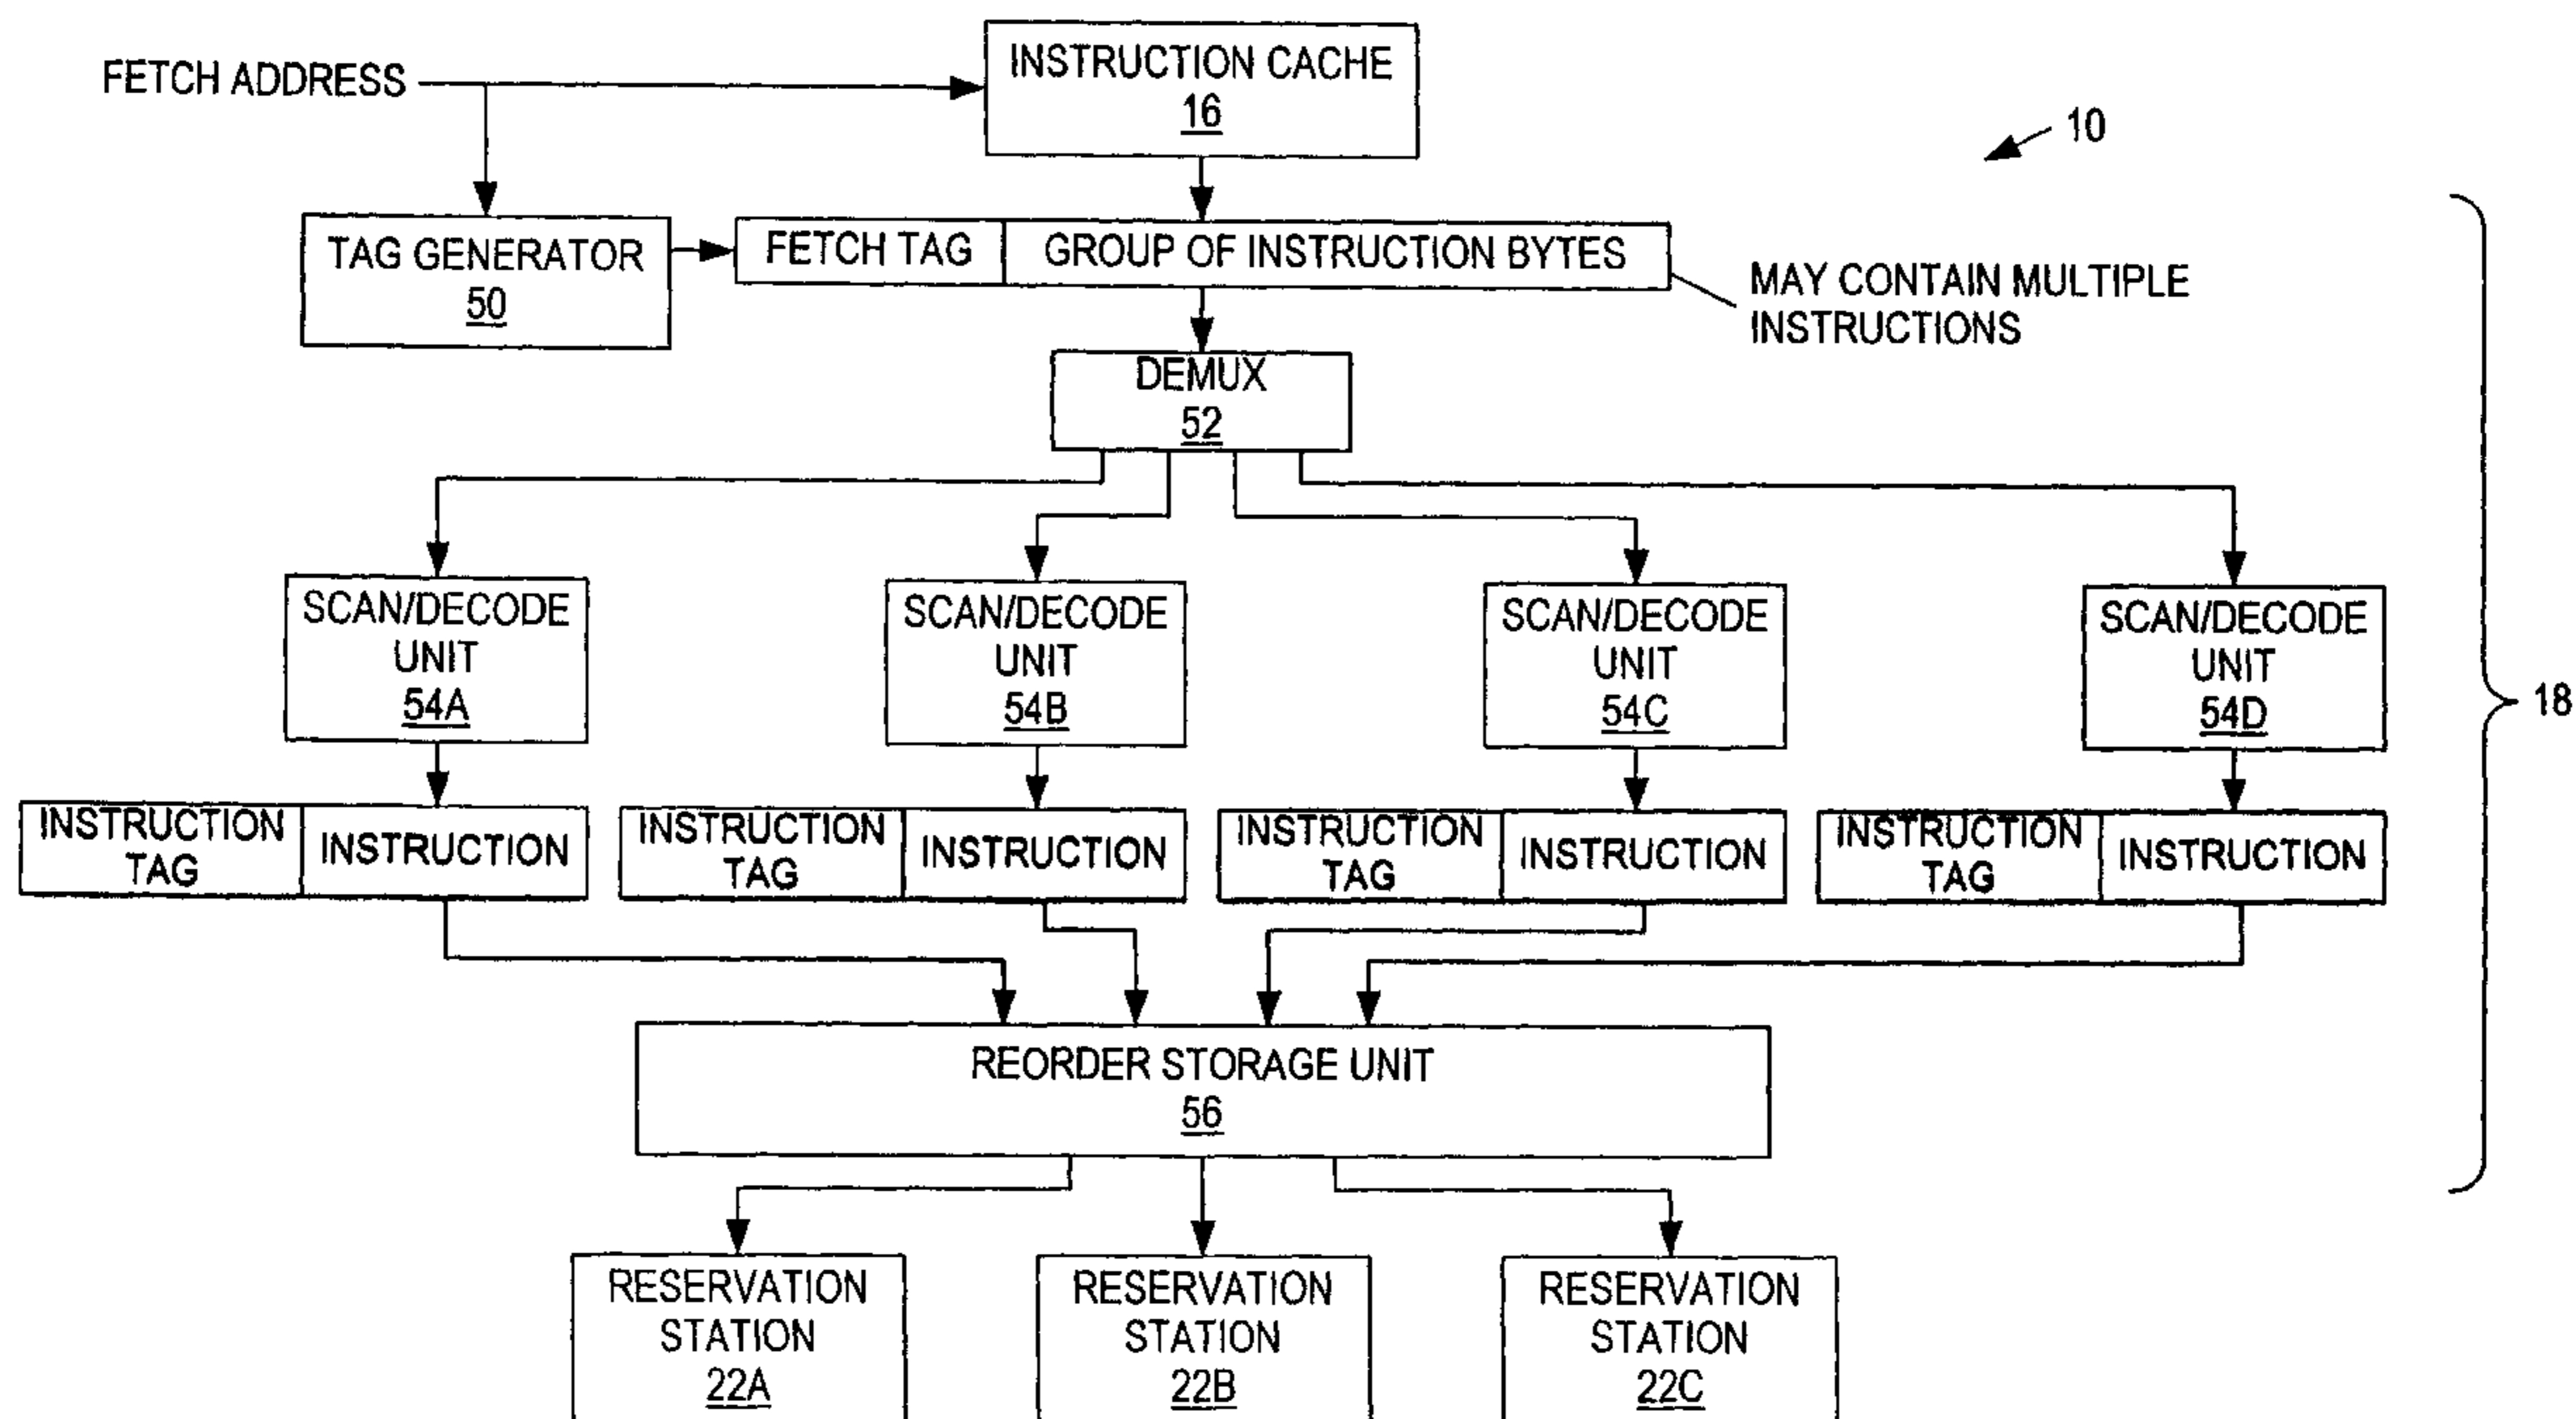 FETCH ADDRESS
INSTRUCTION CACHE
16
10
TAG GENERATOR
50
FETCH TAG
GROUP OF INSTRUCTION BYTES
MAY CONTAIN MULTIPLE
INSTRUCTIONS
DEMUX
52
SCAN/DECODE
UNIT
54A
SCAN/DECODE
UNIT
54B
SCAN/DECODE
UNIT
54C
SCAN/DECODE
UNIT
54D
18
INSTRUCTION
TAG
INSTRUCTION
INSTRUCTION
TAG
INSTRUCTION
INSTRUCTION
TAG
INSTRUCTION
INSTRUCTION
TAG
INSTRUCTION
REORDER STORAGE UNIT
56
RESERVATION
STATION
22A
RESERVATION
STATION
22B
RESERVATION
STATION
22C